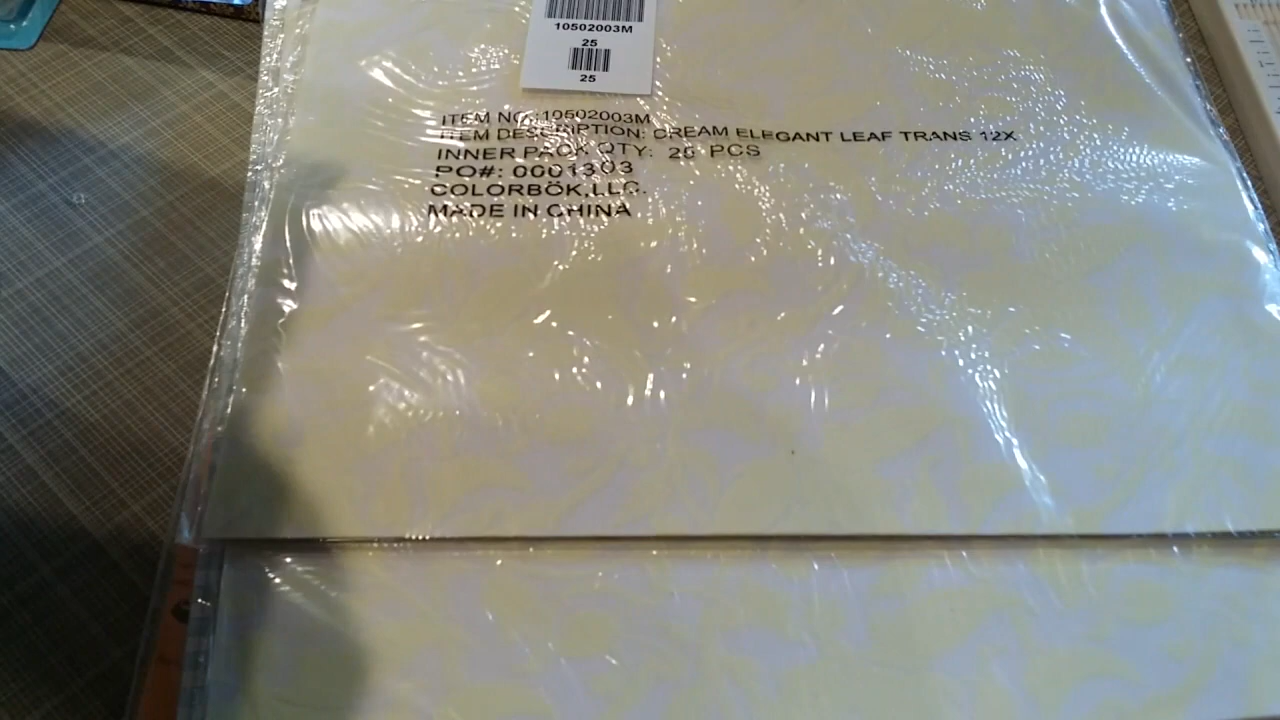 10502003M
25
25
ITEM NO.:10502003M
ITEM DESCRIPTION: CREAM ELEGANT LEAF TRANS 12X
INNER PACK QTY: 25 PCS
PO#: 0001303
COLORBÖK,LLC.
MADE IN CHINA